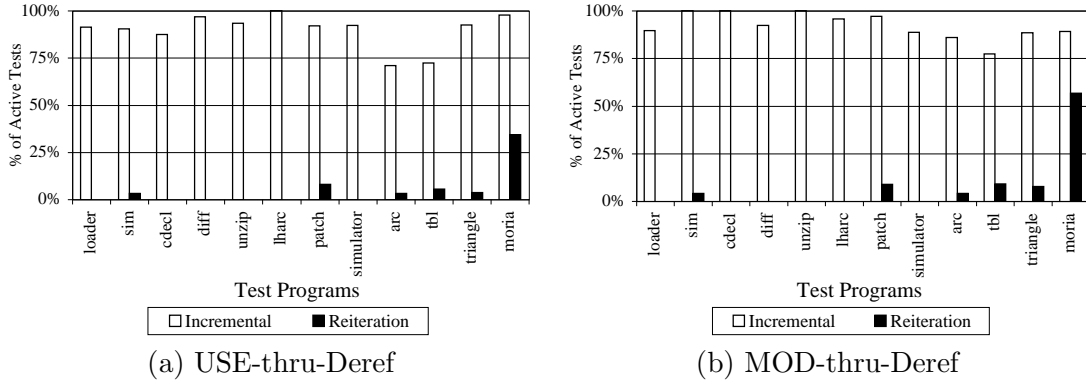 100%
75%
50%
25%
0%
% of Active Tests
loader
sim
cdecl
diff
unzip
lharc
patch
simulator
arc
tbl
triangle
moria
Test Programs
Incremental Reiteration
(a) USE-thru-Deref
100%
75%
50%
25%
0%
% of Active Tests
loader
sim
cdecl
diff
unzip
lharc
patch
simulator
arc
tbl
triangle
moria
Test Programs
Incremental Reiteration
(b) MOD-thru-Deref